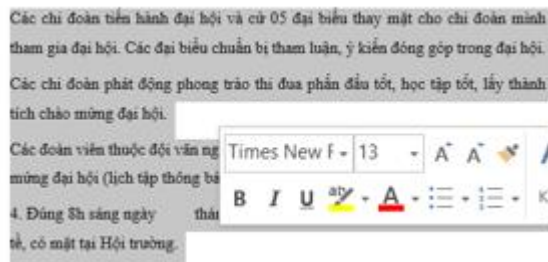 Các chi đoàn tiến hành đại hội và cử 05 đại biểu thay mặt cho chi đoàn mình
tham gia đại hội. Các đại biểu chuẩn bị tham luận, ý kiến đóng góp trong đại hội.
Các chi đoàn phát động phong trào thi đua phấn đấu tốt, học tập tốt, lấy thành
tích chào mừng đại hội.
Các đoàn viên thuộc đội văn ng
mừng đại hội (lịch tập thông bá
4. Đúng 8h sáng ngày thán
tề, có mặt tại Hội trường.
Times New F 13 A A
B I U aby A